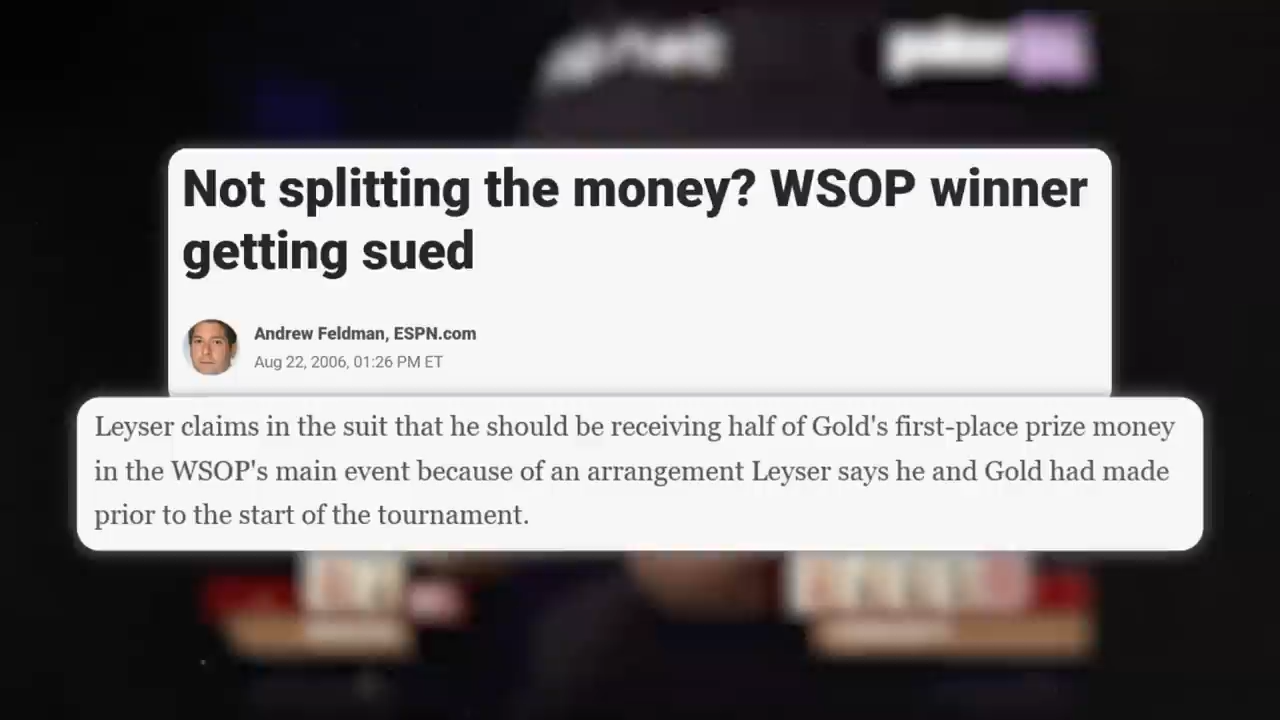 Not splitting the money? WSOP winner
getting sued
Andrew Feldman, ESPN.com
Aug 22, 2006, 01:26 PM ET
Leyser claims in the suit that he should be receiving half of Gold's first-place prize money
in the WSOP's main event because of an arrangement Leyser says he and Gold had made
prior to the start of the tournament.